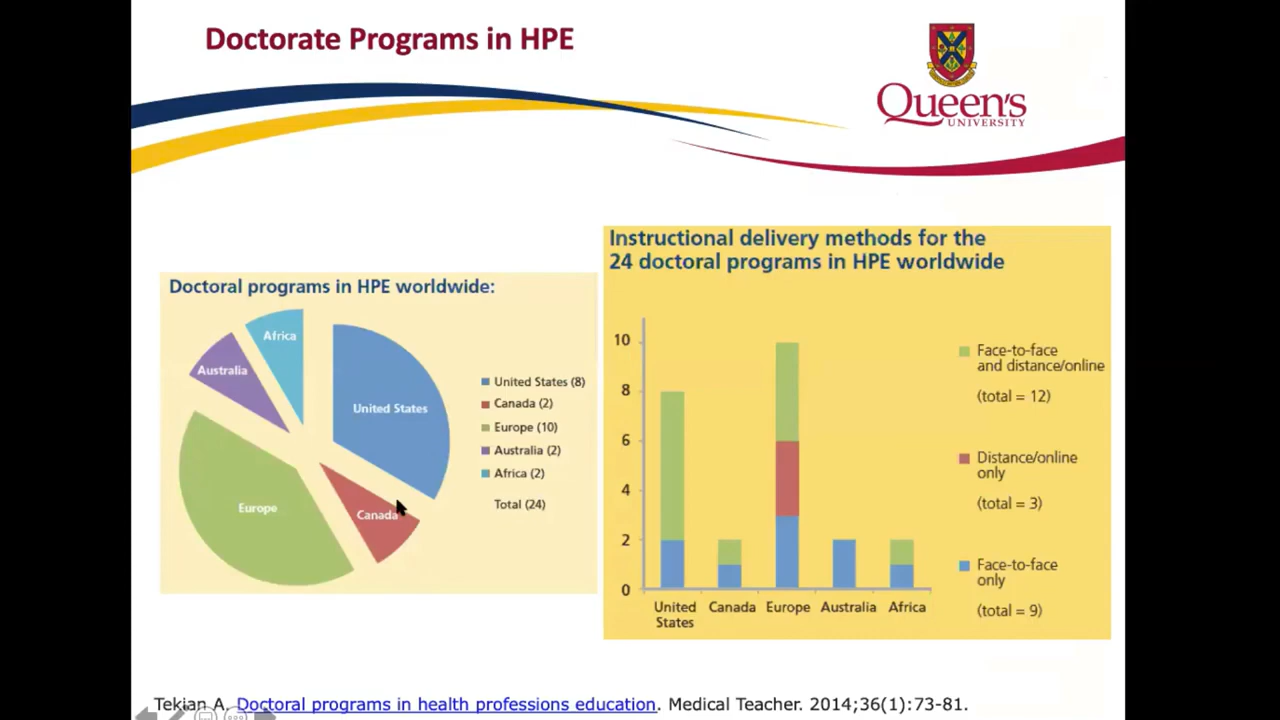 Doctorate Programs in HPE
Queen's
UNIVERSITY
Doctoral programs in HPE worldwide:
Africa
Australia
United States
Europe
Canada
United States (8)
Canada (2)
Europe (10)
Australia (2)
Africa (2)
Total (24)
Instructional delivery methods for the
24 doctoral programs in HPE worldwide
10
8
6
4
2
0
United
States
Canada
Europe
Australia
Africa
Face-to-face
and distance/online
(total = 12)
Distance/online
only
(total = 3)
Face-to-face
only
(total = 9)
Tekian A. Doctoral programs in health professions education. Medical Teacher. 2014;36(1):73-81.